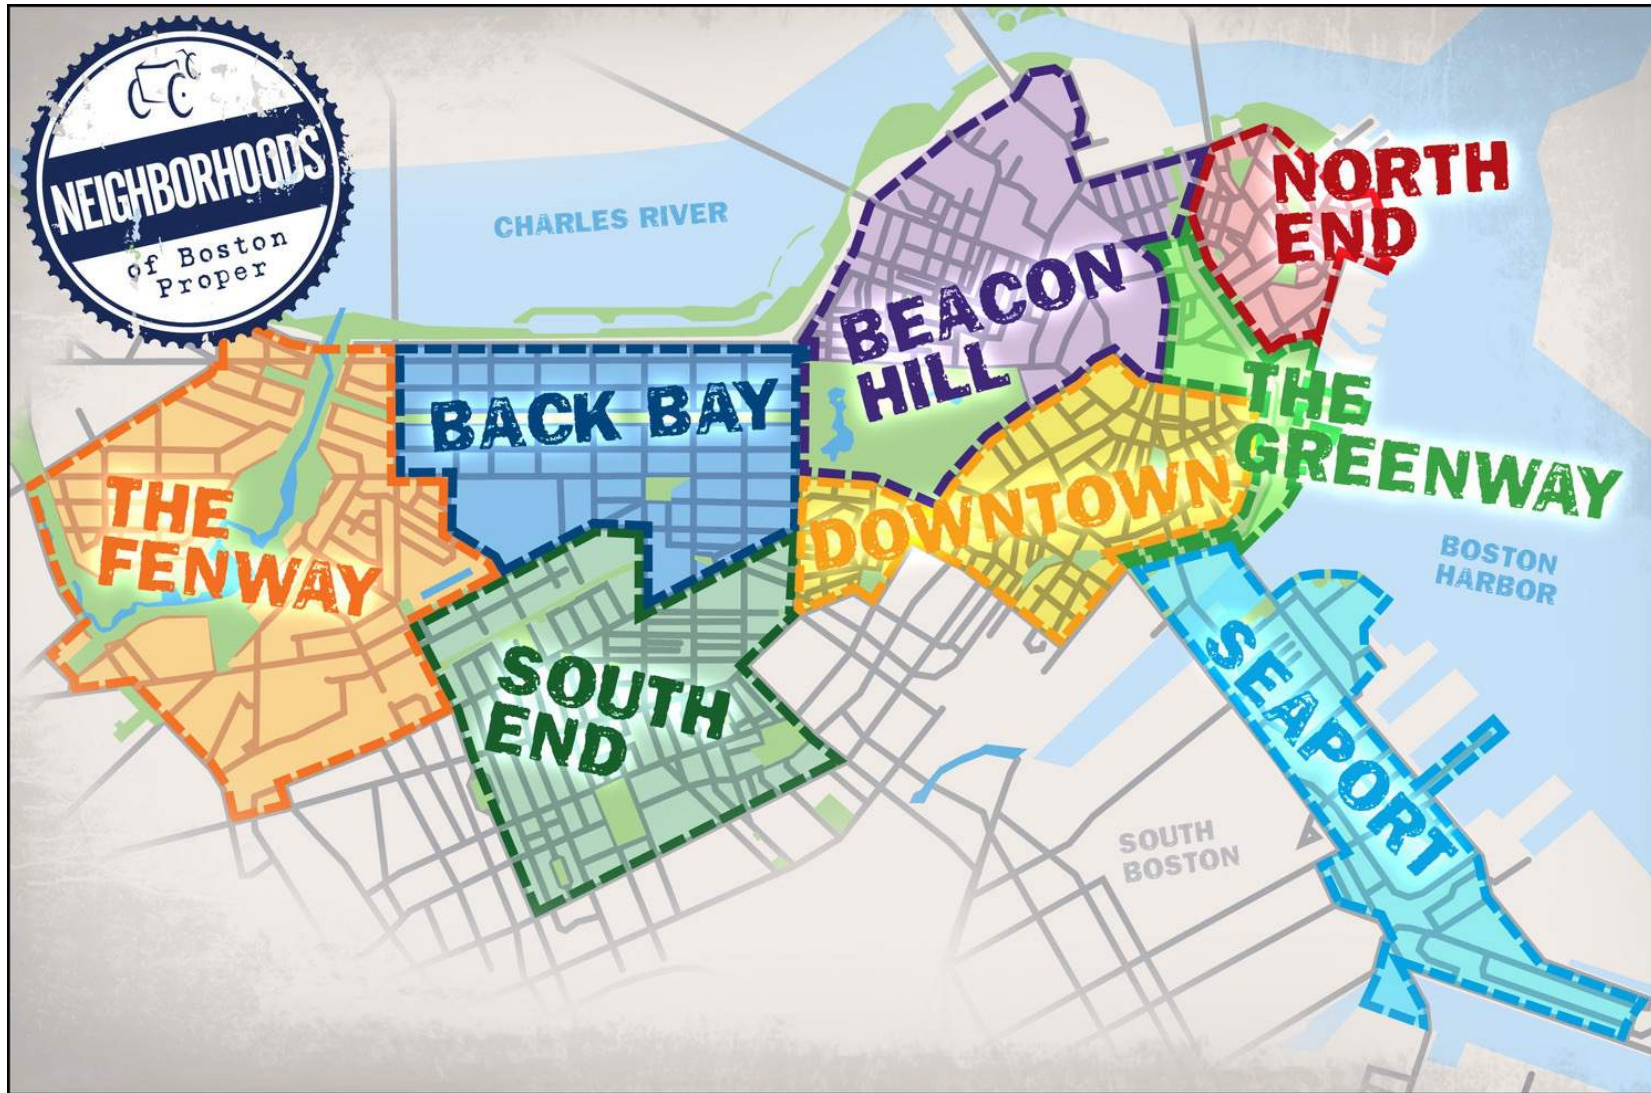 NEIGHBORHOODS
of Boston
Proper
CHARLES RIVER
NORTH
END
BEACON
HILL
BACK BAY
THE
GREENWAY
THE
FENWAY
DOWNTOWN
BOSTON
HARBOR
SOUTH
END
SEAPORT
SOUTH
BOSTON